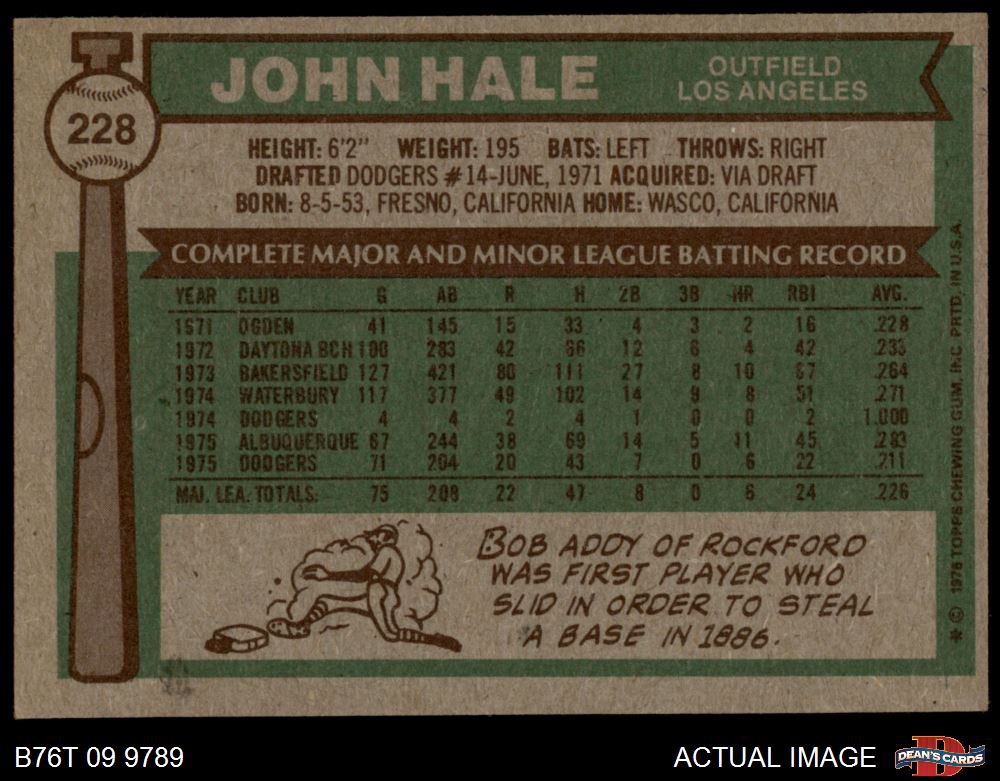 228
JOHN HALE
OUTFIELD
LOS ANGELES
HEIGHT: 6'2" WEIGHT: 195 BATS: LEFT THROWS: RIGHT
DRAFTED DODGERS #14-JUNE, 1971 ACQUIRED: VIA DRAFT
BORN: 8-5-53, FRESNO, CALIFORNIA HOME: WASCO, CALIFORNIA
COMPLETE MAJOR AND MINOR LEAGUE BATTING RECORD
YEAR CLUB G AB R H 2B 3B HR RBI AVG.
1971 OGDEN 41 145 15 33 4 3 2 16 .228
1972 DAYTONA BCH 100 283 42 66 12 6 4 42 .233
1973 BAKERSFIELD 127 421 80 111 27 8 10 67 .264
1974 WATERBURY 117 377 49 102 14 9 8 51 .271
1974 DODGERS 4 4 2 4 1 0 0 2 1.000
1975 ALBUQUERQUE 67 244 38 69 14 5 11 45 .283
1975 DODGERS 71 204 20 43 7 0 6 22 .211
MAJ. LEA. TOTALS: 75 208 22 47 8 0 6 24 .226
BOB ADDY OF ROCKFORD
WAS FIRST PLAYER WHO
SLID IN ORDER TO STEAL
A BASE IN 1886.
* © 1976 TOPPS CHEWING GUM, INC. PRTD. IN U.S.A.
B76T 09 9789
ACTUAL IMAGE
D
DEAN'S CARDS